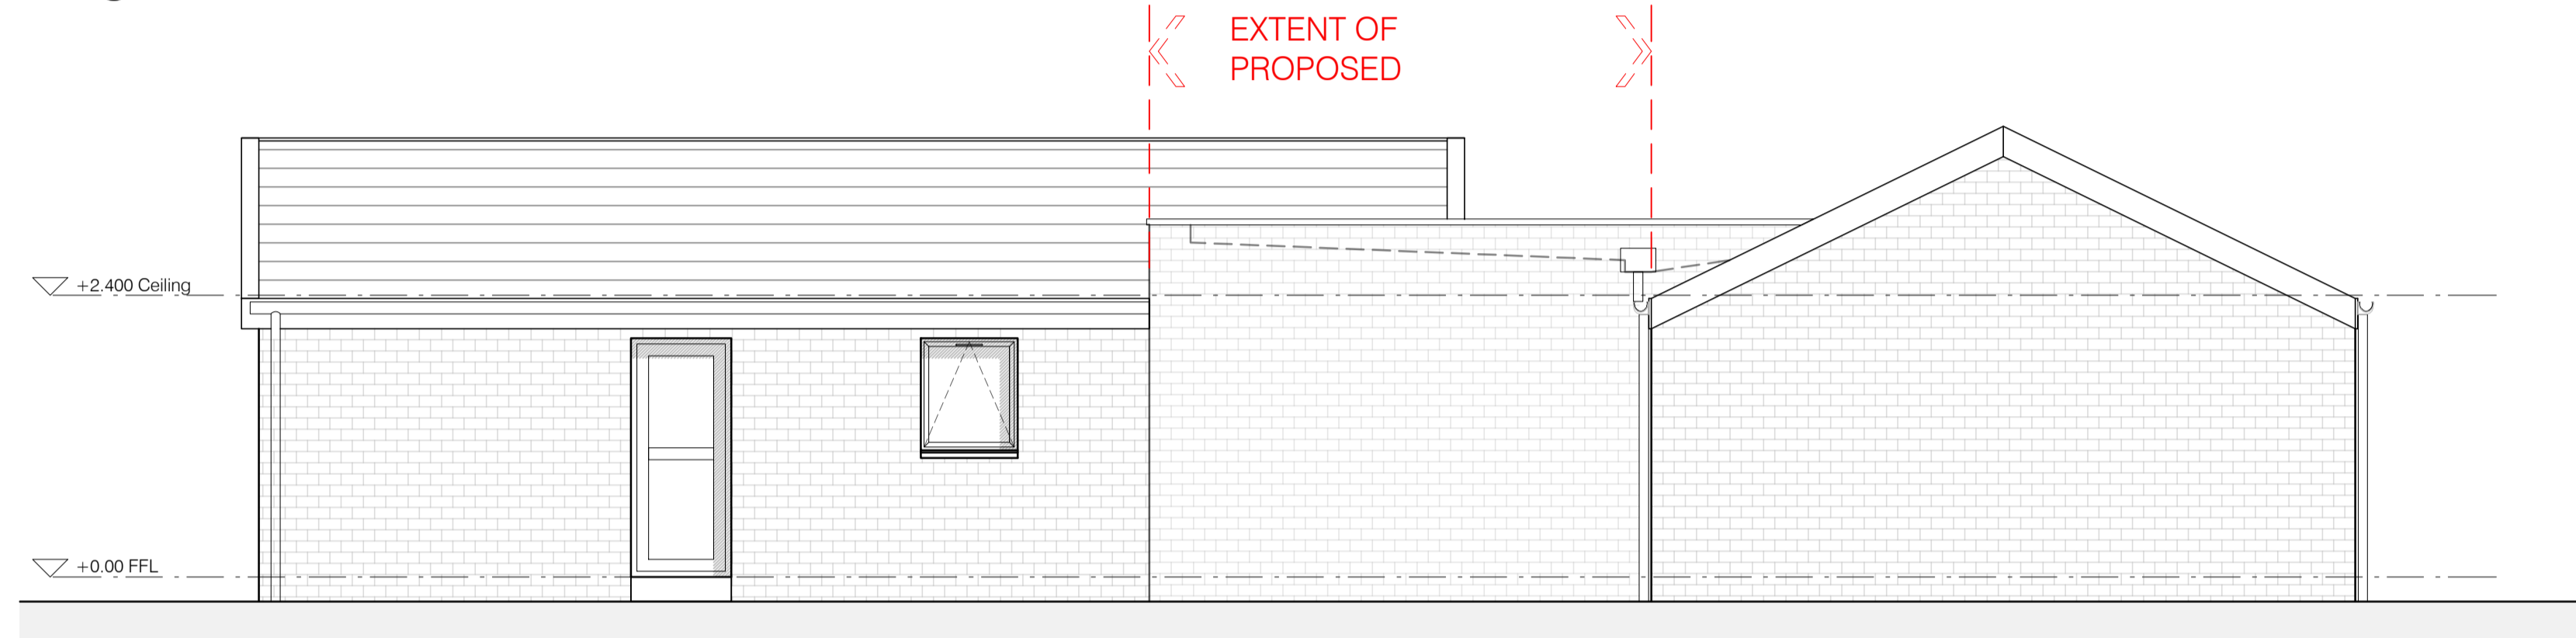 EXTENT OF
PROPOSED
+2.400 Ceiling
+0.00 FFL